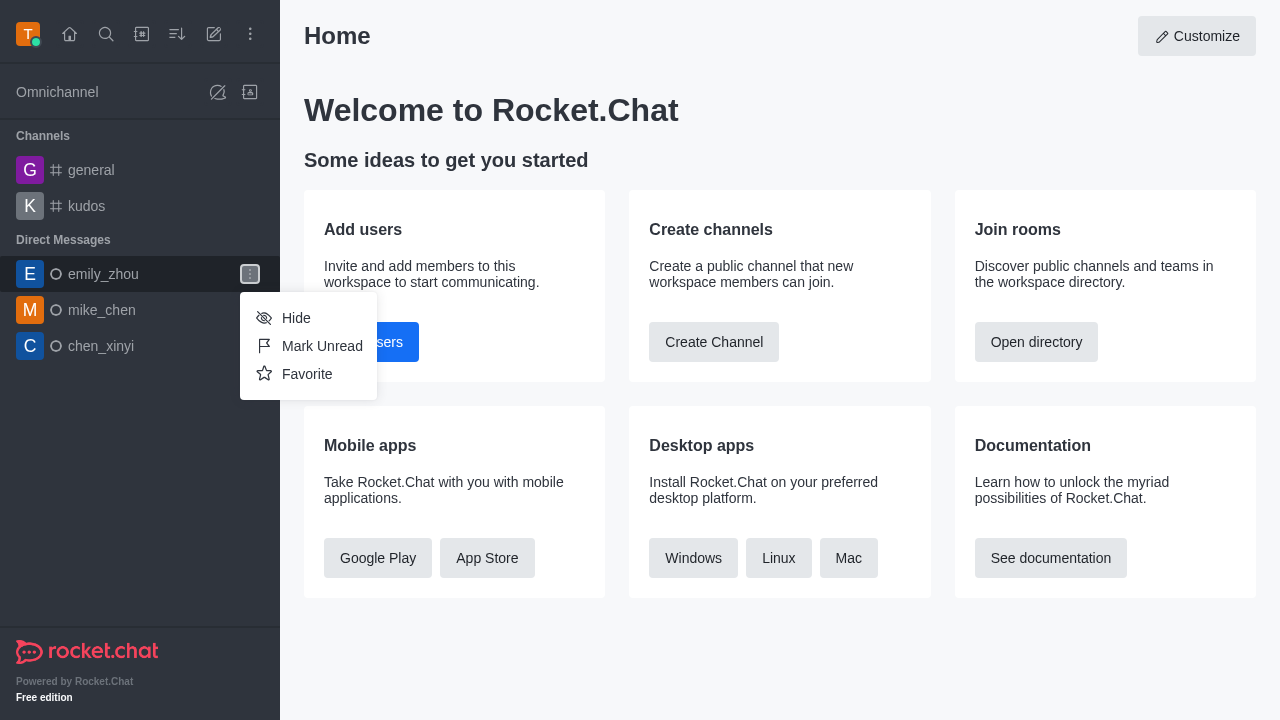 T
Home
Customize
Omnichannel
Welcome to Rocket.Chat
Channels
Some ideas to get you started
G general
K kudos
Direct Messages
E emily_zhou
M mike_chen
C chen_xinyi
Hide
Mark Unread
Favorite
Add users
Invite and add members to this
workspace to start communicating.
sers
Create channels
Create a public channel that new
workspace members can join.
Create Channel
Join rooms
Discover public channels and teams in
the workspace directory.
Open directory
Mobile apps
Take Rocket.Chat with you with mobile
applications.
Google Play App Store
Desktop apps
Install Rocket.Chat on your preferred
desktop platform.
Windows Linux Mac
Documentation
Learn how to unlock the myriad
possibilities of Rocket.Chat.
See documentation
rocket.chat
Powered by Rocket.Chat
Free edition